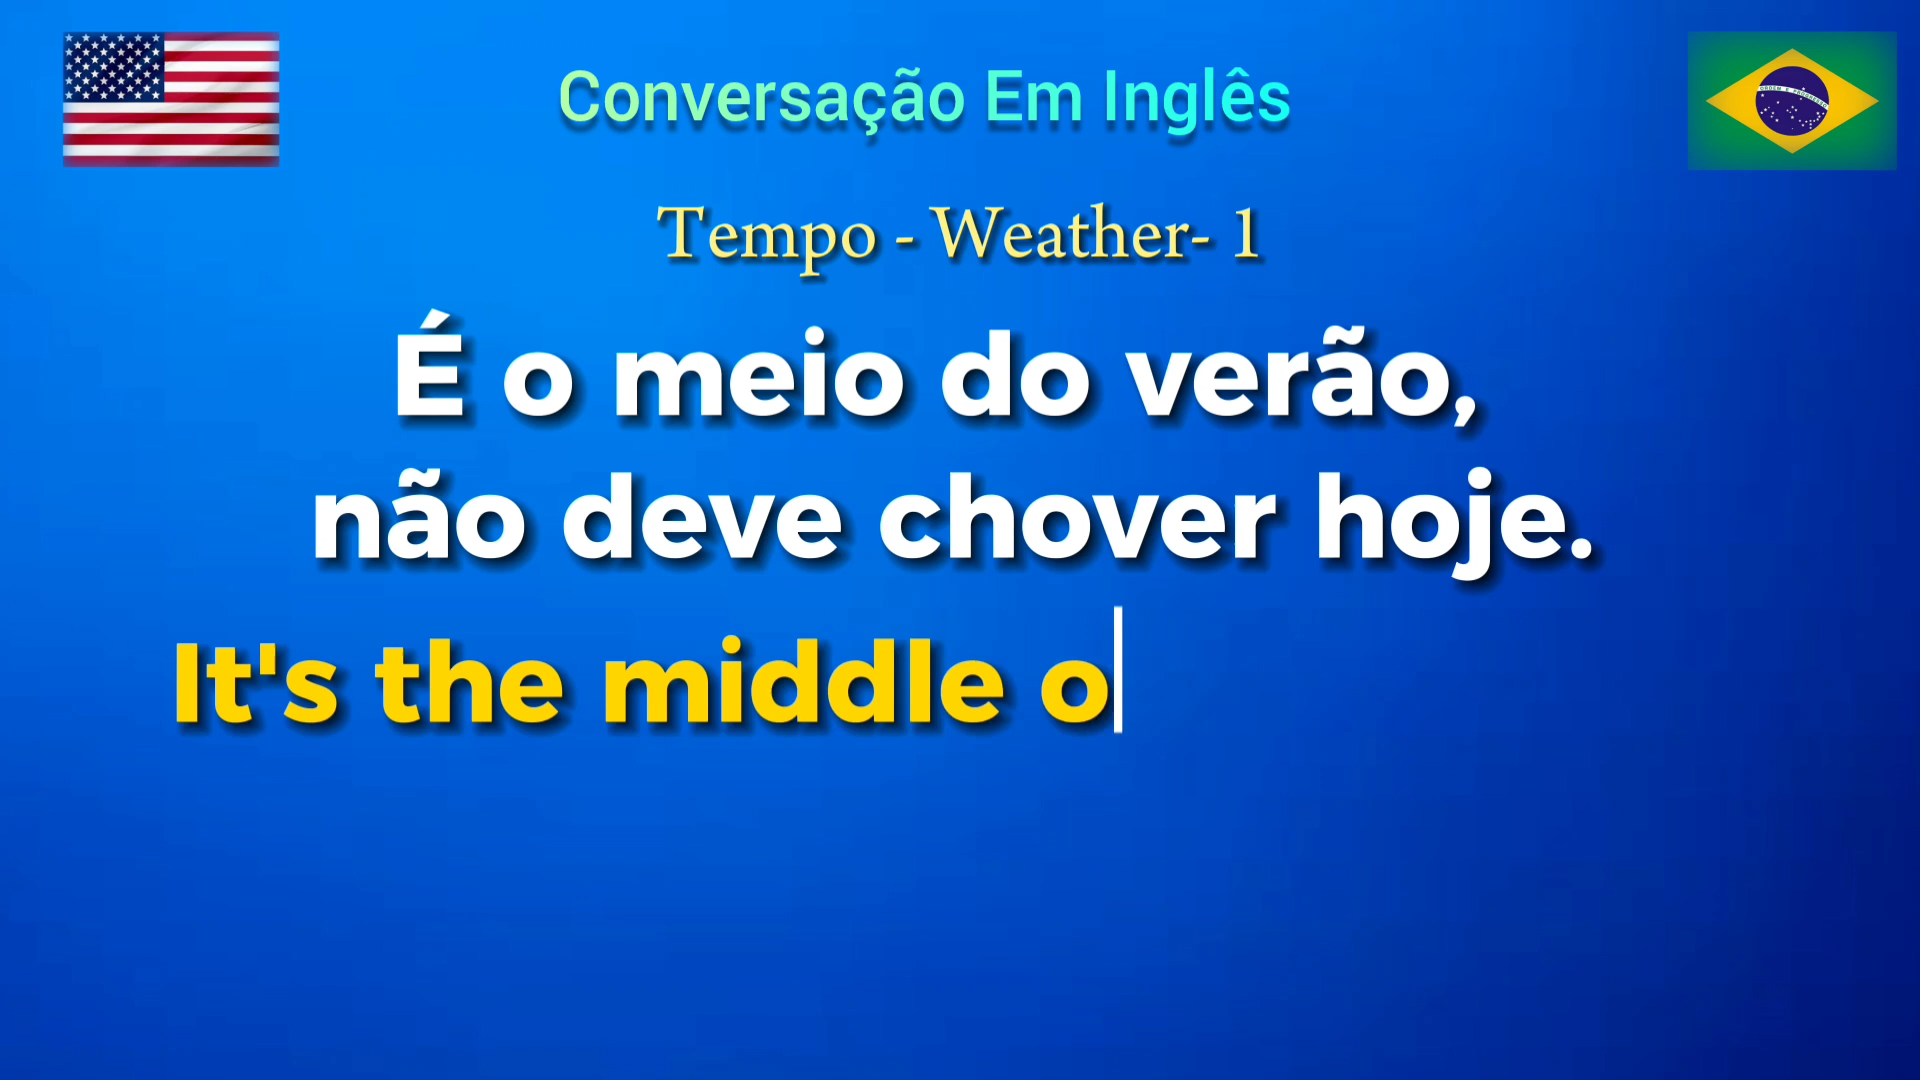 Conversação Em Inglês
Tempo - Weather- 1
É o meio do verão,
não deve chover hoje.
It's the middle o